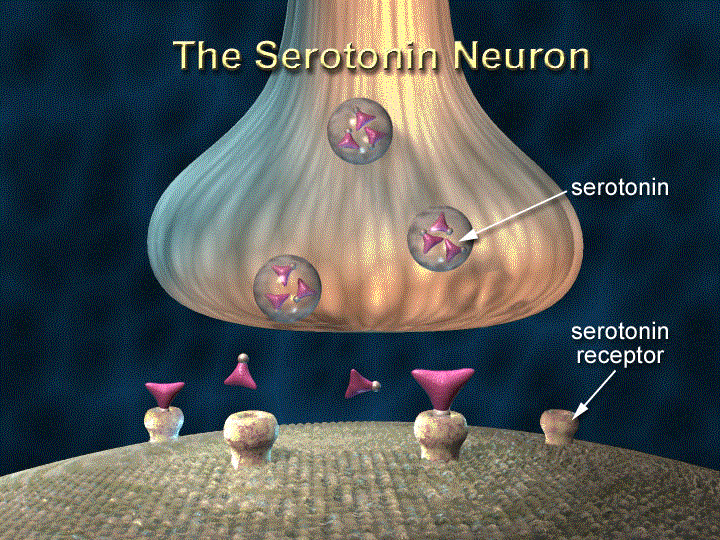 The Serotonin Neuron
serotonin
serotonin
receptor